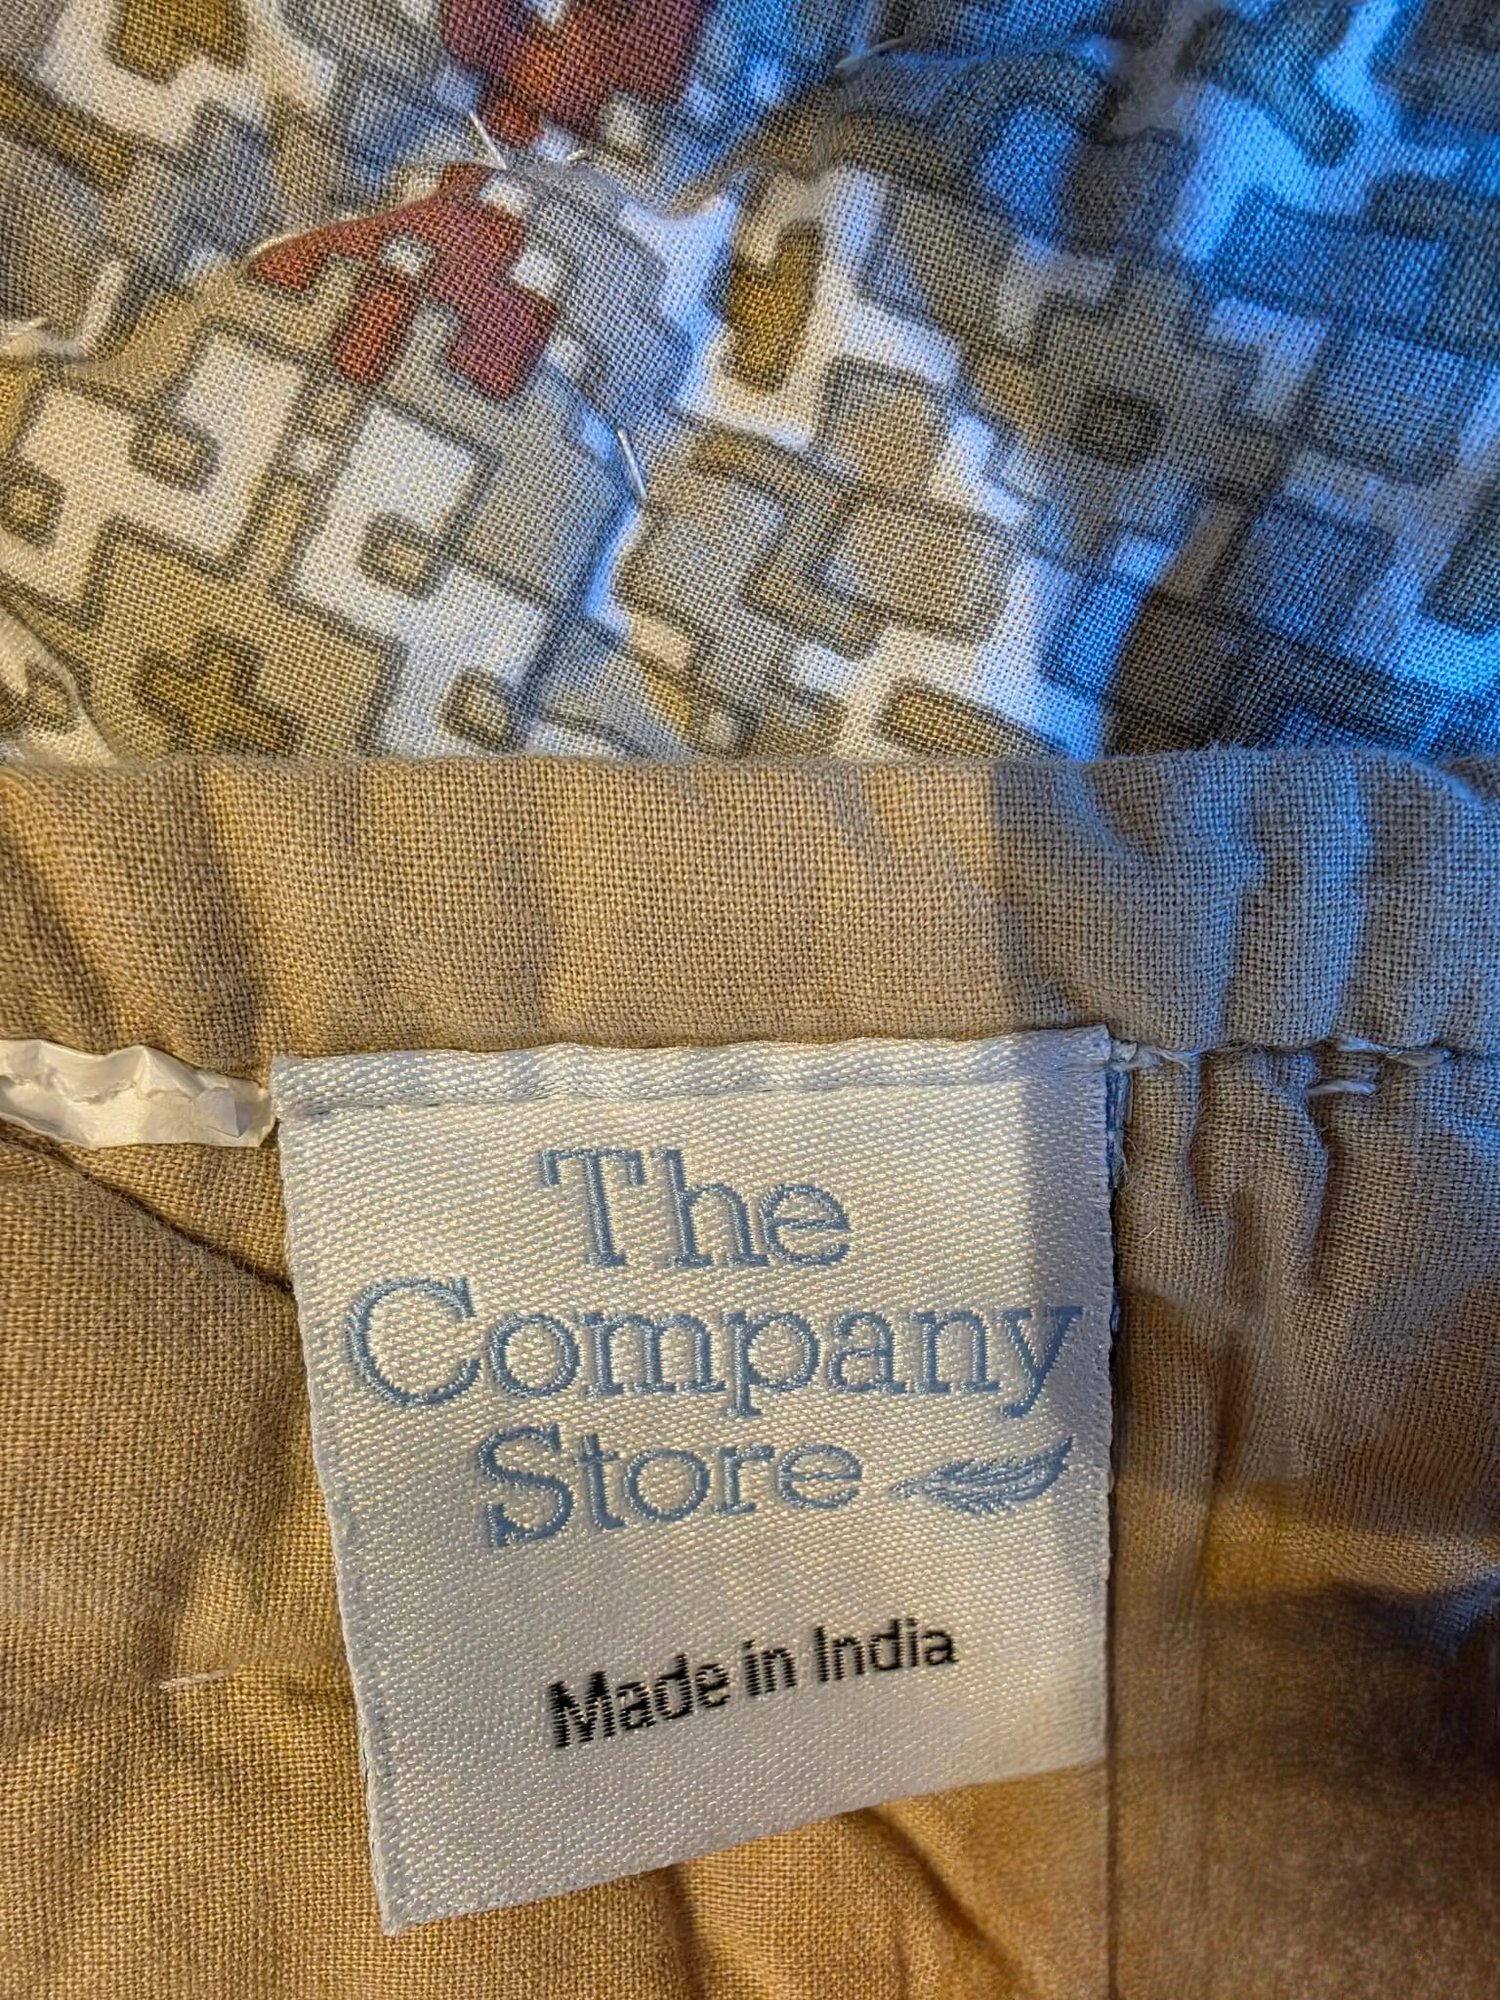 The
Company
Store
Made in India